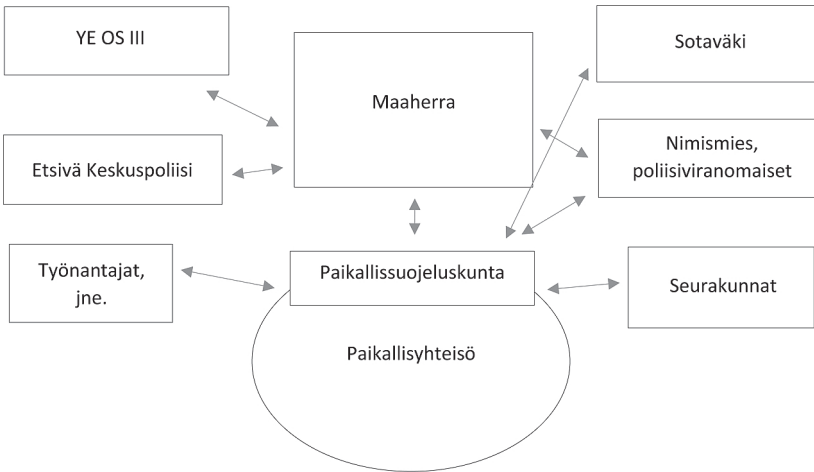 YE OS III
Sotaväki
Maaherra
Nimismies,
poliisiviranomaiset
Etsivä Keskuspoliisi
Työnantajat,
jne.
Paikallissuojeluskunta
Seurakunnat
Paikallisyhteisö